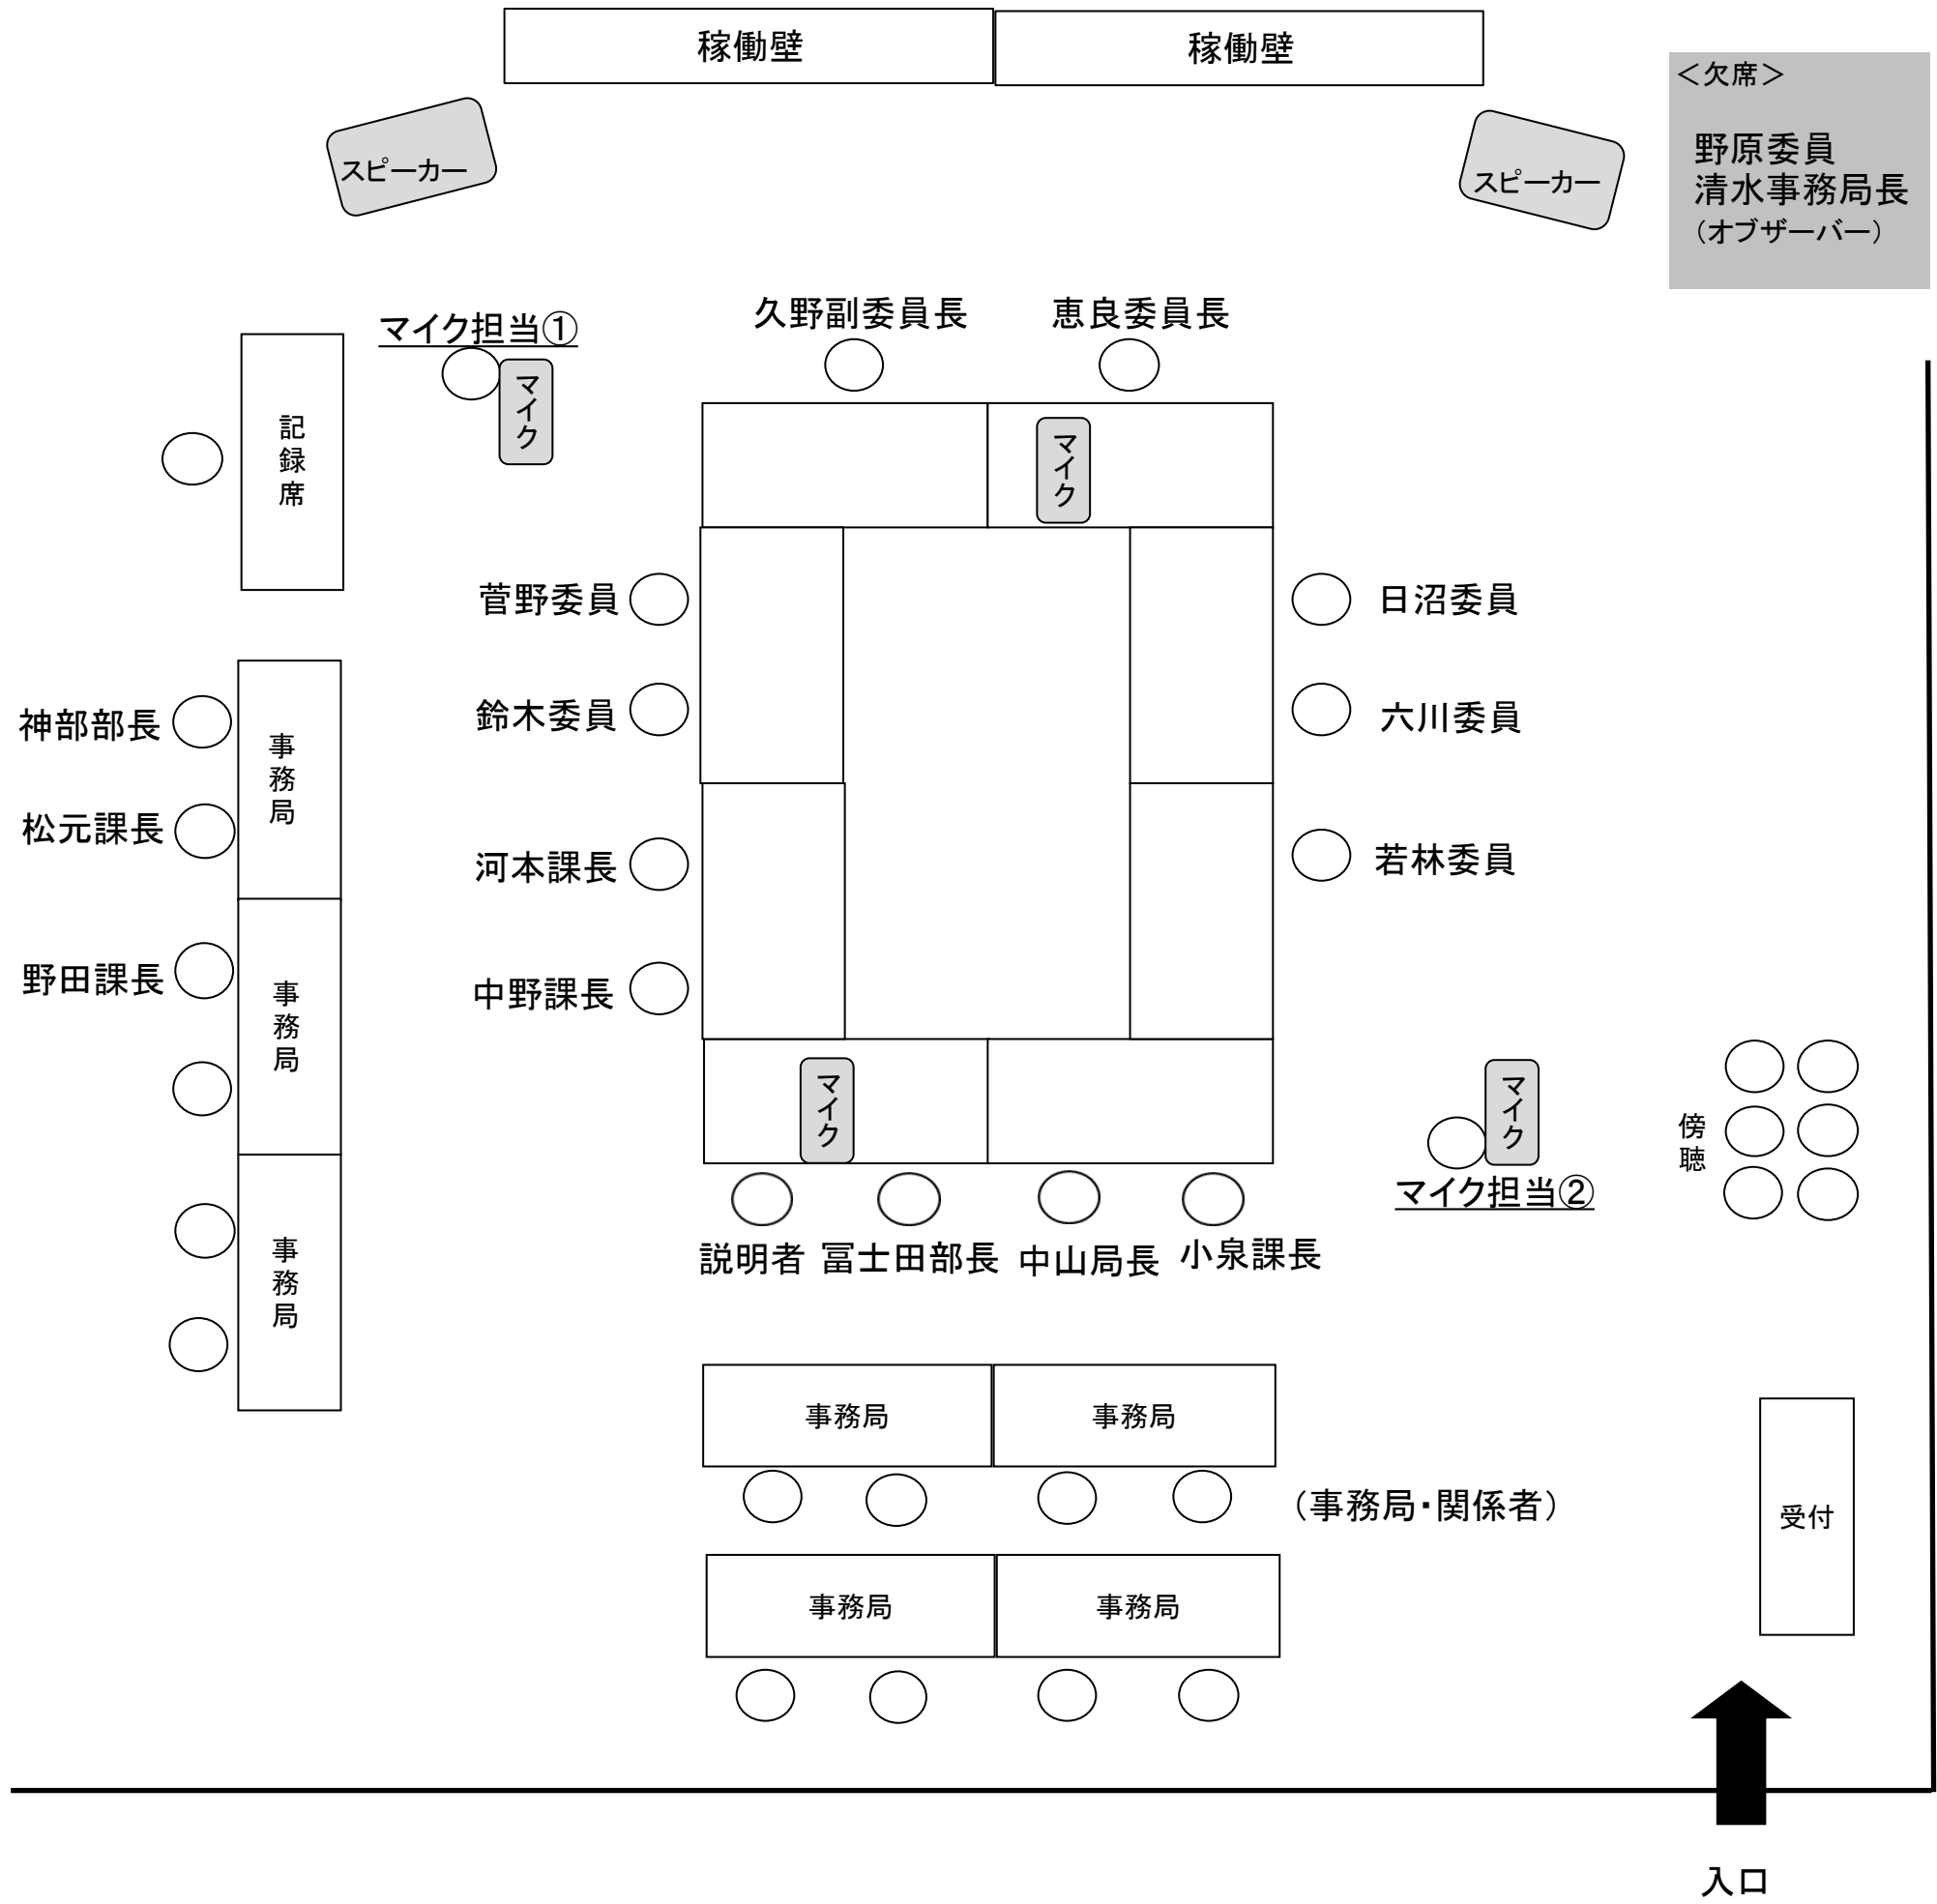 稼働壁
稼働壁
＜欠席＞
野原委員
清水事務局長
（オブザーバー）
スピーカー
スピーカー
久野副委員長
恵良委員長
マイク担当①
マイク
マイク
記録席
菅野委員
日沼委員
鈴木委員
六川委員
神部部長
事務局
松元課長
河本課長
若林委員
野田課長
事務局
中野課長
マイク
マイク
傍聴
マイク担当②
説明者
冨士田部長
中山局長
小泉課長
事務局
事務局
事務局
（事務局・関係者）
受付
事務局
事務局
入口